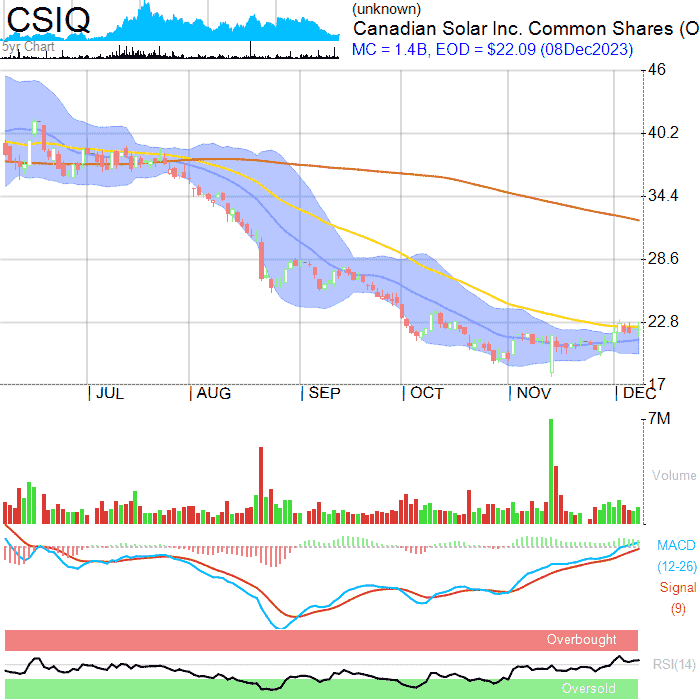 CSIQ
5yr Chart
(unknown)
Canadian Solar Inc. Common Shares (O
MC = 1.4B, EOD = $22.09 (08Dec2023)
46
40.2
34.4
28.6
22.8
17
JUL
AUG
SEP
OCT
NOV
DEC
7M
Volume
MACD
(12-26)
Signal
(9)
Overbought
RSI(14)
Oversold